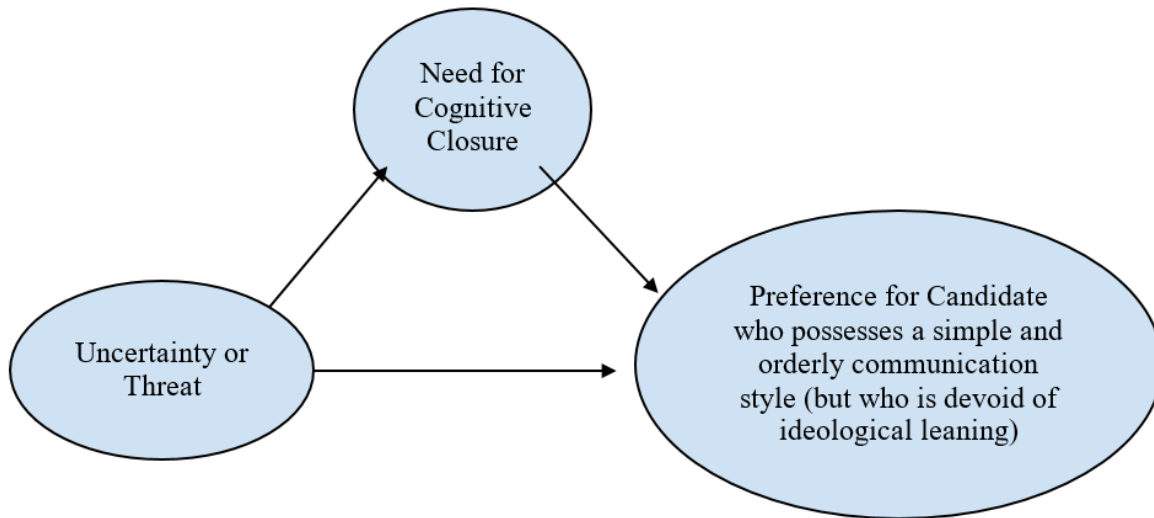 Need for
Cognitive
Closure
Uncertainty or
Threat
Preference for Candidate
who possesses a simple and
orderly communication
style (but who is devoid of
ideological leaning)